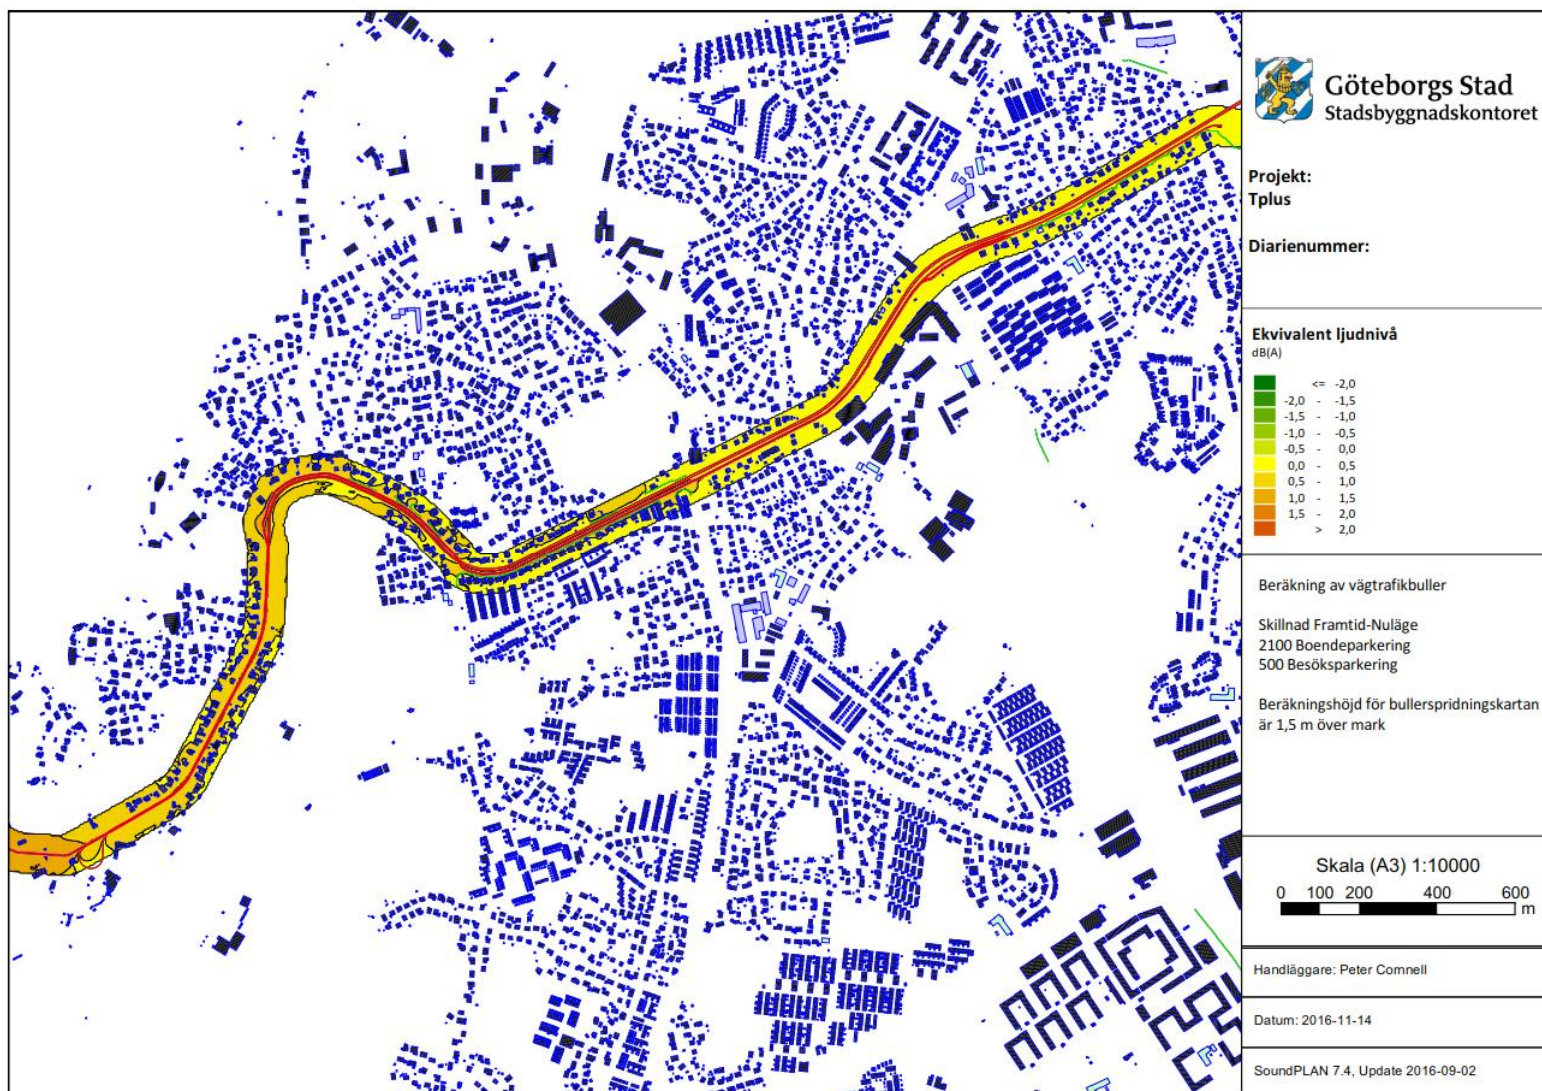 Göteborgs Stad
Stadsbyggnadskontoret
Projekt:
Tplus
Diarienummer:
Ekvivalent ljudnivå
dB(A)
<= -2,0
-2,0 - -1,5
-1,5 - -1,0
-1,0 - -0,5
-0,5 - 0,0
0,0 - 0,5
0,5 - 1,0
1,0 - 1,5
1,5 - 2,0
> 2,0
Beräkning av vägtrafikbuller
Skillnad Framtid-Nuläge
2100 Boendeparkering
500 Besöksparkering
Beräkningshöjd för bullerspridningskartan
är 1,5 m över mark
Skala (A3) 1:10000
0 100 200 400 600
m
Handläggare: Peter Comnell
Datum: 2016-11-14
SoundPLAN 7.4, Update 2016-09-02